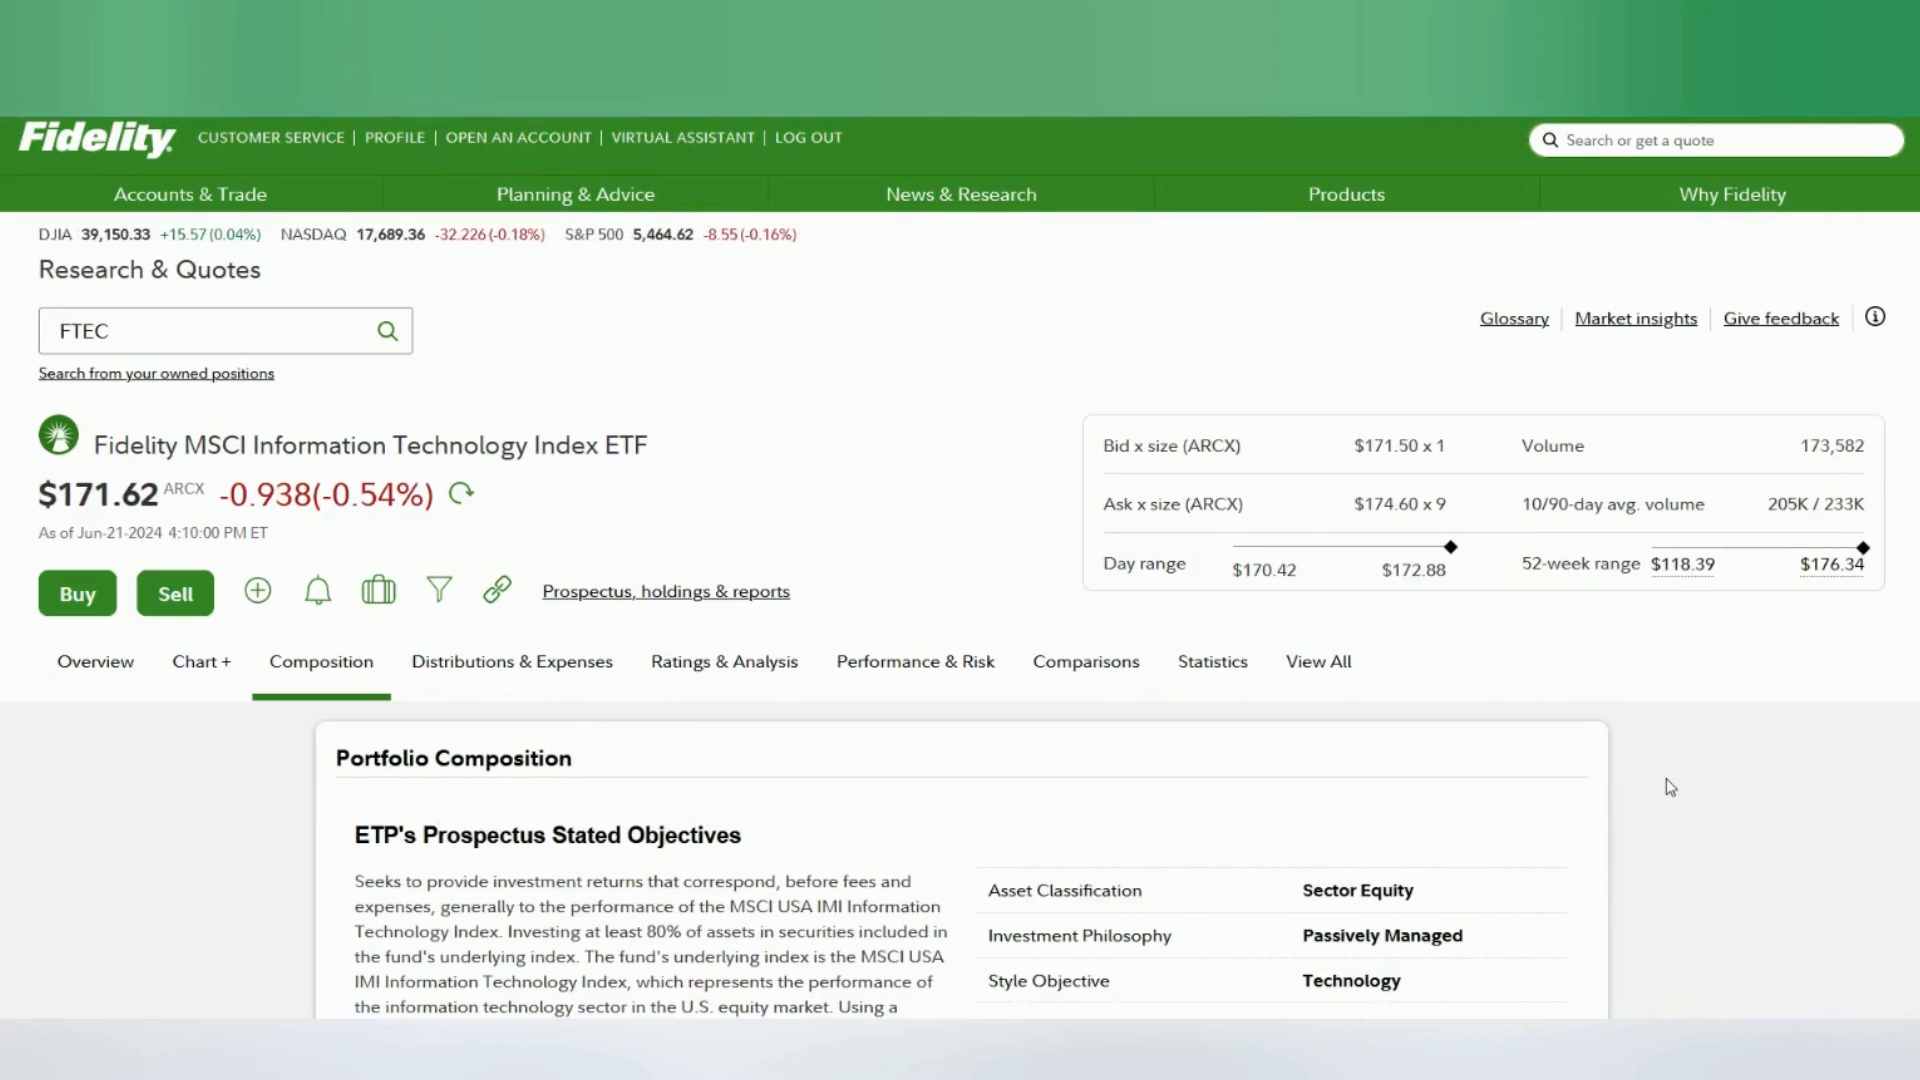 Fidelity
CUSTOMER SERVICE | PROFILE | OPEN AN ACCOUNT | VIRTUAL ASSISTANT | LOG OUT
Search or get a quote
Accounts & Trade Planning & Advice News & Research Products Why Fidelity
DJIA 39,150.33 +15.57(0.04%) NASDAQ 17,689.36 -32.226(-0.18%) S&P 500 5,464.62 -8.55(-0.16%)
Research & Quotes
FTEC
Glossary Market insights Give feedback
Search from your owned positions
Fidelity MSCI Information Technology Index ETF
$171.62 ARCX -0.938(-0.54%)
As of Jun-21-2024 4:10:00 PM ET
Bid x size (ARCX) $171.50 x 1 Volume 173,582
Ask x size (ARCX) $174.60 x 9 10/90-day avg. volume 205K / 233K
Day range $170.42 $172.88 52-week range $118.39 $176.34
Buy Sell Prospectus, holdings & reports
Overview Chart + Composition Distributions & Expenses Ratings & Analysis Performance & Risk Comparisons Statistics View All
Portfolio Composition
ETP's Prospectus Stated Objectives
Seeks to provide investment returns that correspond, before fees and
expenses, generally to the performance of the MSCI USA IMI Information
Technology Index. Investing at least 80% of assets in securities included in
the fund's underlying index. The fund's underlying index is the MSCI USA
IMI Information Technology Index, which represents the performance of
the information technology sector in the U.S. equity market. Using a
Asset Classification Sector Equity
Investment Philosophy Passively Managed
Style Objective Technology